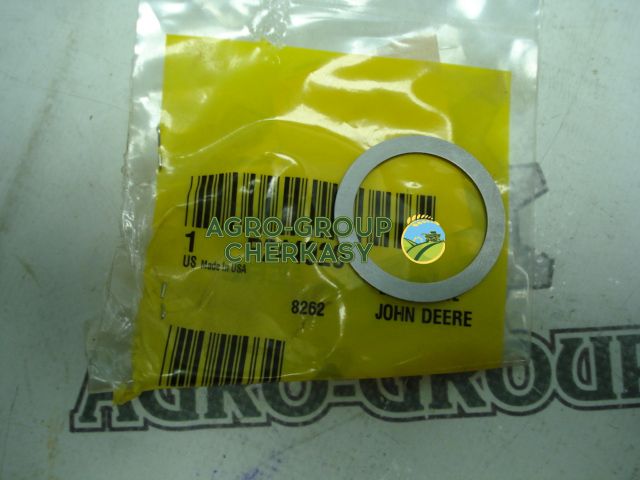 1
AGRO-GROUP
CHERKASY
US Made in USA
8262
JOHN DEERE
AGRO-GROUP